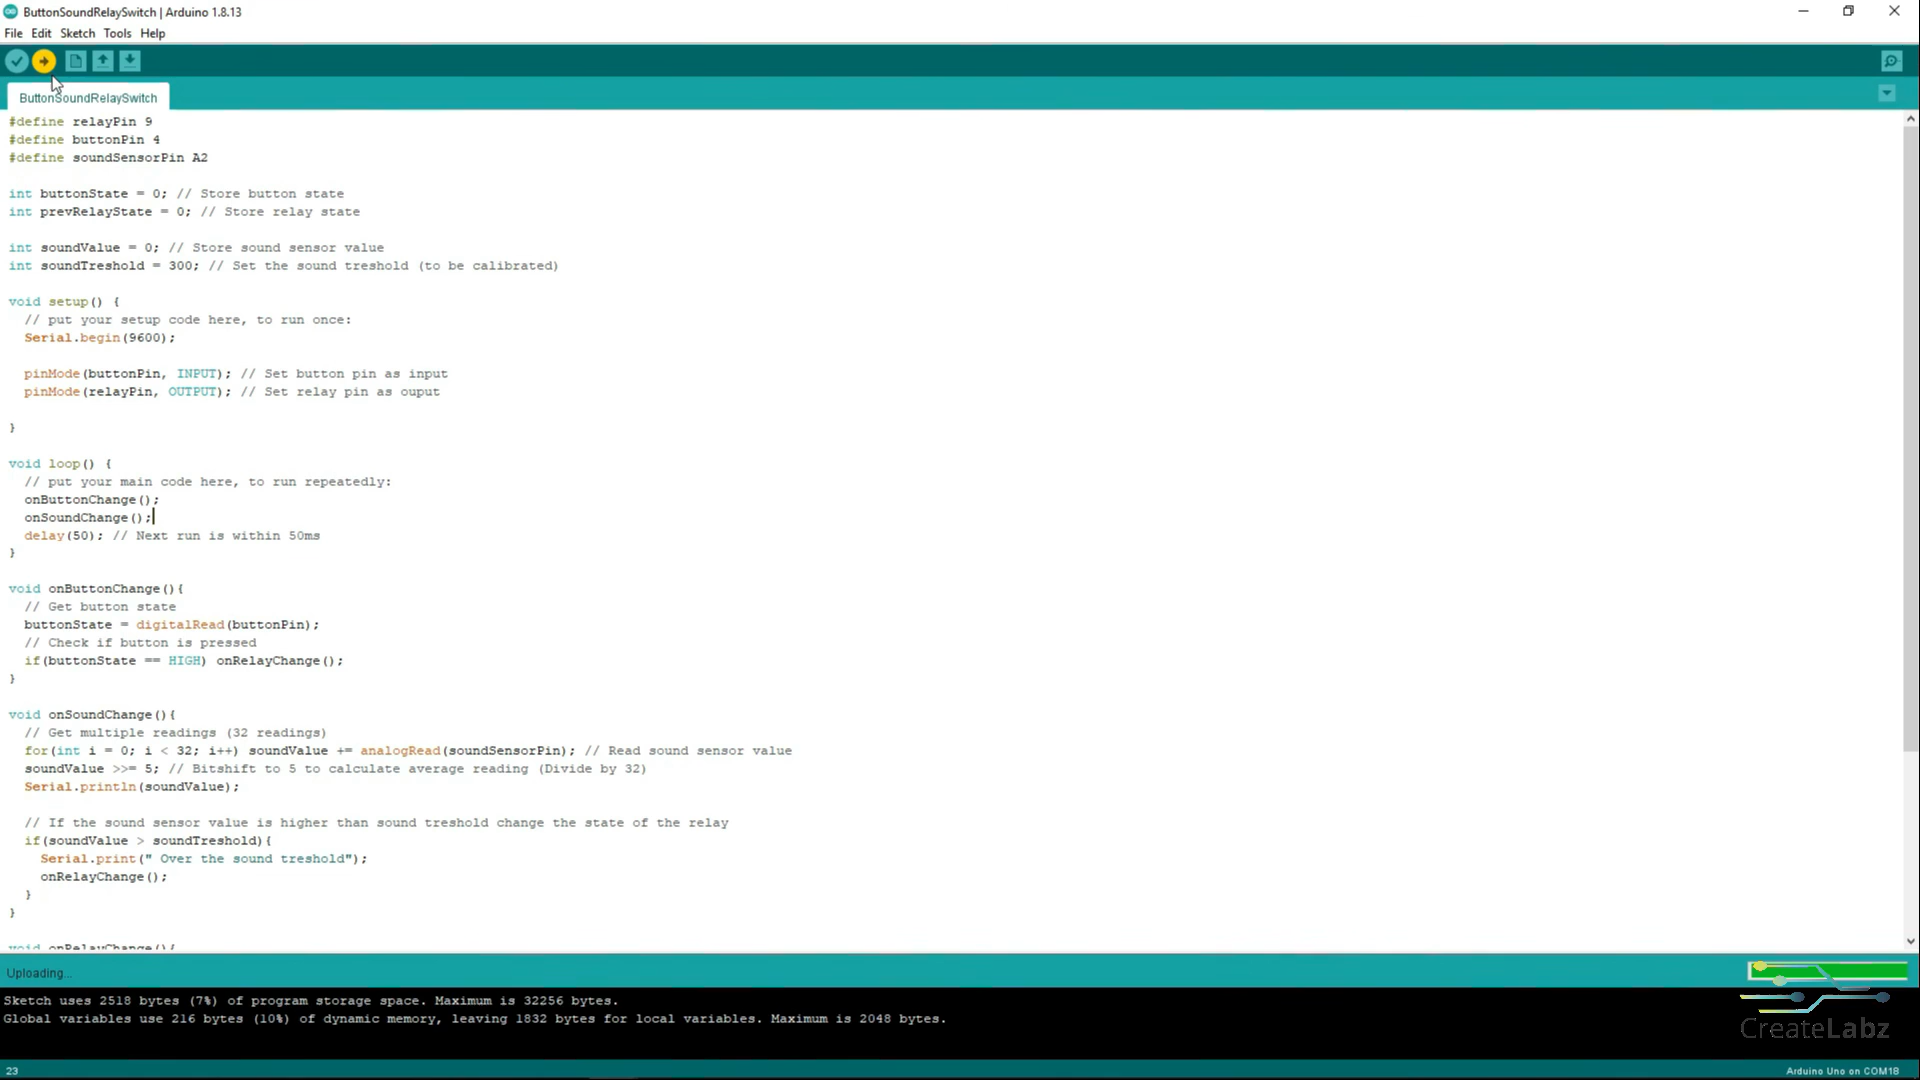 ButtonSoundRelaySwitch | Arduino 1.8.13
File Edit Sketch Tools Help
ButtonSoundRelaySwitch
#define relayPin 9
#define buttonPin 4
#define soundSensorPin A2
int buttonState = 0; // Store button state
int prevRelayState = 0; // Store relay state
int soundValue = 0; // Store sound sensor value
int soundTreshold = 300; // Set the sound treshold (to be calibrated)
void setup() {
// put your setup code here, to run once:
Serial.begin(9600);
pinMode(buttonPin, INPUT); // Set button pin as input
pinMode(relayPin, OUTPUT); // Set relay pin as ouput
}
void loop() {
// put your main code here, to run repeatedly:
onButtonChange();
onSoundChange();
delay(50); // Next run is within 50ms
}
void onButtonChange(){
// Get button state
buttonState = digitalRead(buttonPin);
// Check if button is pressed
if(buttonState == HIGH) onRelayChange();
}
void onSoundChange(){
// Get multiple readings (32 readings)
for(int i = 0; i < 32; i++) soundValue += analogRead(soundSensorPin); // Read sound sensor value
soundValue >>= 5; // Bitshift to 5 to calculate average reading (Divide by 32)
Serial.println(soundValue);
// If the sound sensor value is higher than sound treshold change the state of the relay
if(soundValue > soundTreshold){
Serial.print(" Over the sound treshold");
onRelayChange();
}
}
void onRelayChange(){
Uploading...
Sketch uses 2518 bytes (7%) of program storage space. Maximum is 32256 bytes.
Global variables use 216 bytes (10%) of dynamic memory, leaving 1832 bytes for local variables. Maximum is 2048 bytes.
CreateLabz
23
Arduino Uno on COM18